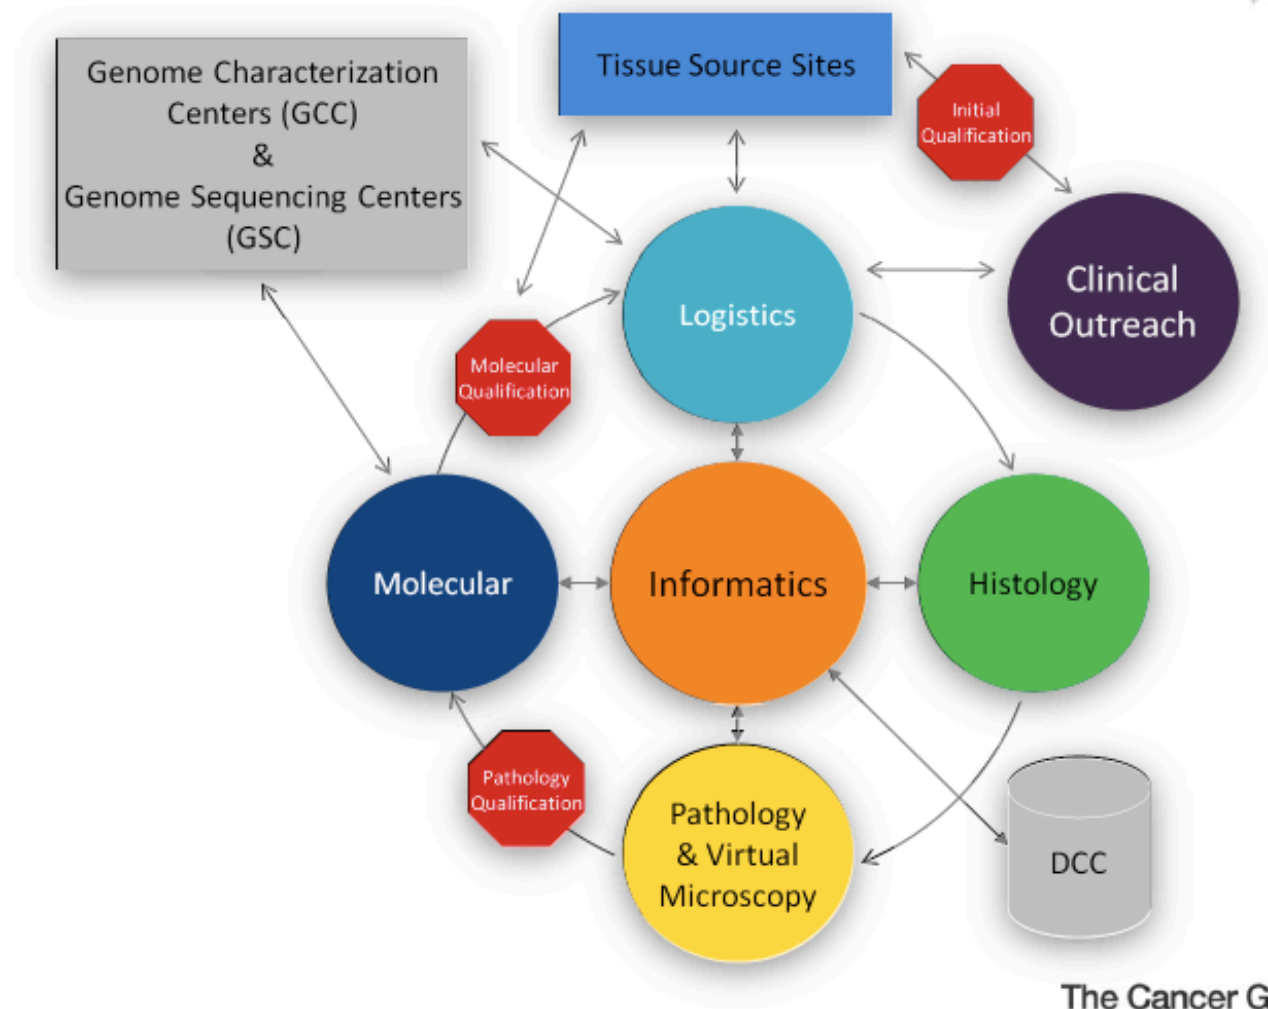 Genome Characterization
Centers (GCC)
&
Genome Sequencing Centers
(GSC)
Tissue Source Sites
Initial
Qualification
Clinical
Outreach
Logistics
Molecular
Qualification
Molecular
Informatics
Histology
Pathology
Qualification
Pathology
& Virtual
Microscopy
DCC
The Cancer G